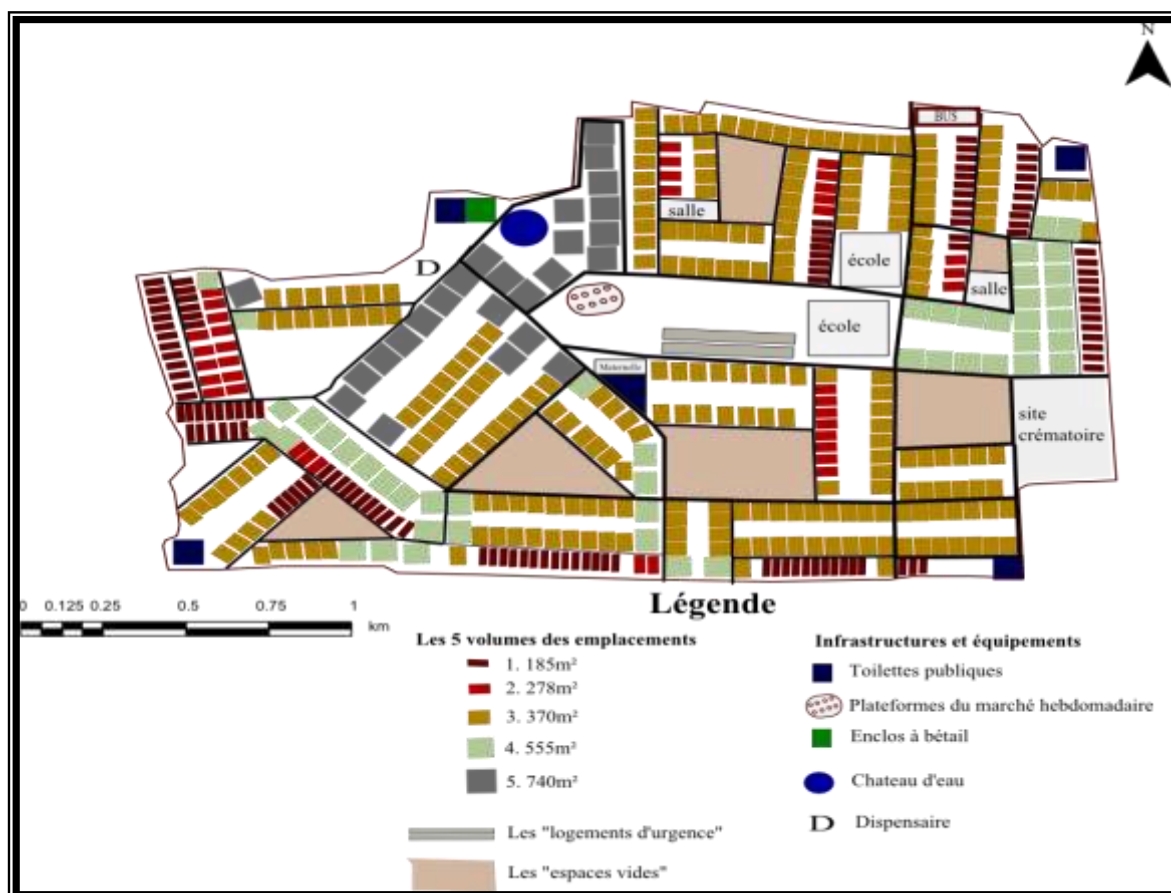 N
BUS
salle
école
salle
D
école
Maternelle
site
crématoire
0 0.125 0.25 0.5 0.75 1
km
Légende
Les 5 volumes des emplacements
1. 185m²
2. 278m²
3. 370m²
4. 555m²
5. 740m²
Les "logements d'urgence"
Les "espaces vides"
Infrastructures et équipements
Toilettes publiques
Plateformes du marché hebdomadaire
Enclos à bétail
Chateau d'eau
D Dispensaire